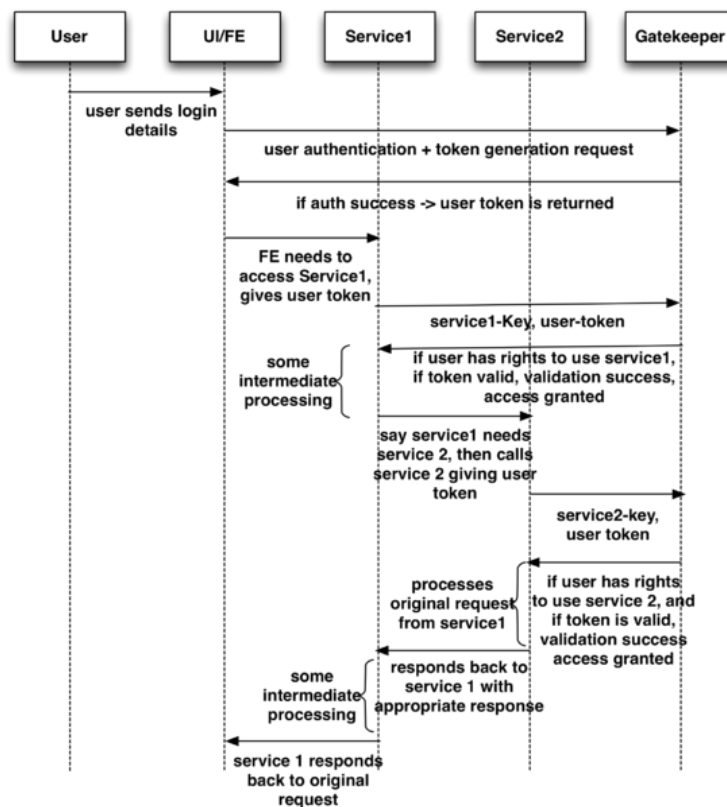 User
UI/FE
Service1
Service2
Gatekeeper
user sends login
details
user authentication + token generation request
if auth success -> user token is returned
FE needs to
access Service1,
gives user token
service1-Key, user-token
some
intermediate
processing
if user has rights to use service1,
if token valid, validation success,
access granted
say service1 needs
service 2, then calls
service 2 giving user
token
service2-key,
user token
processes
original request
from service1
if user has rights
to use service 2, and
if token is valid,
validation success
access granted
some
intermediate
processing
responds back to
service 1 with
appropriate response
service 1 responds
back to original
request